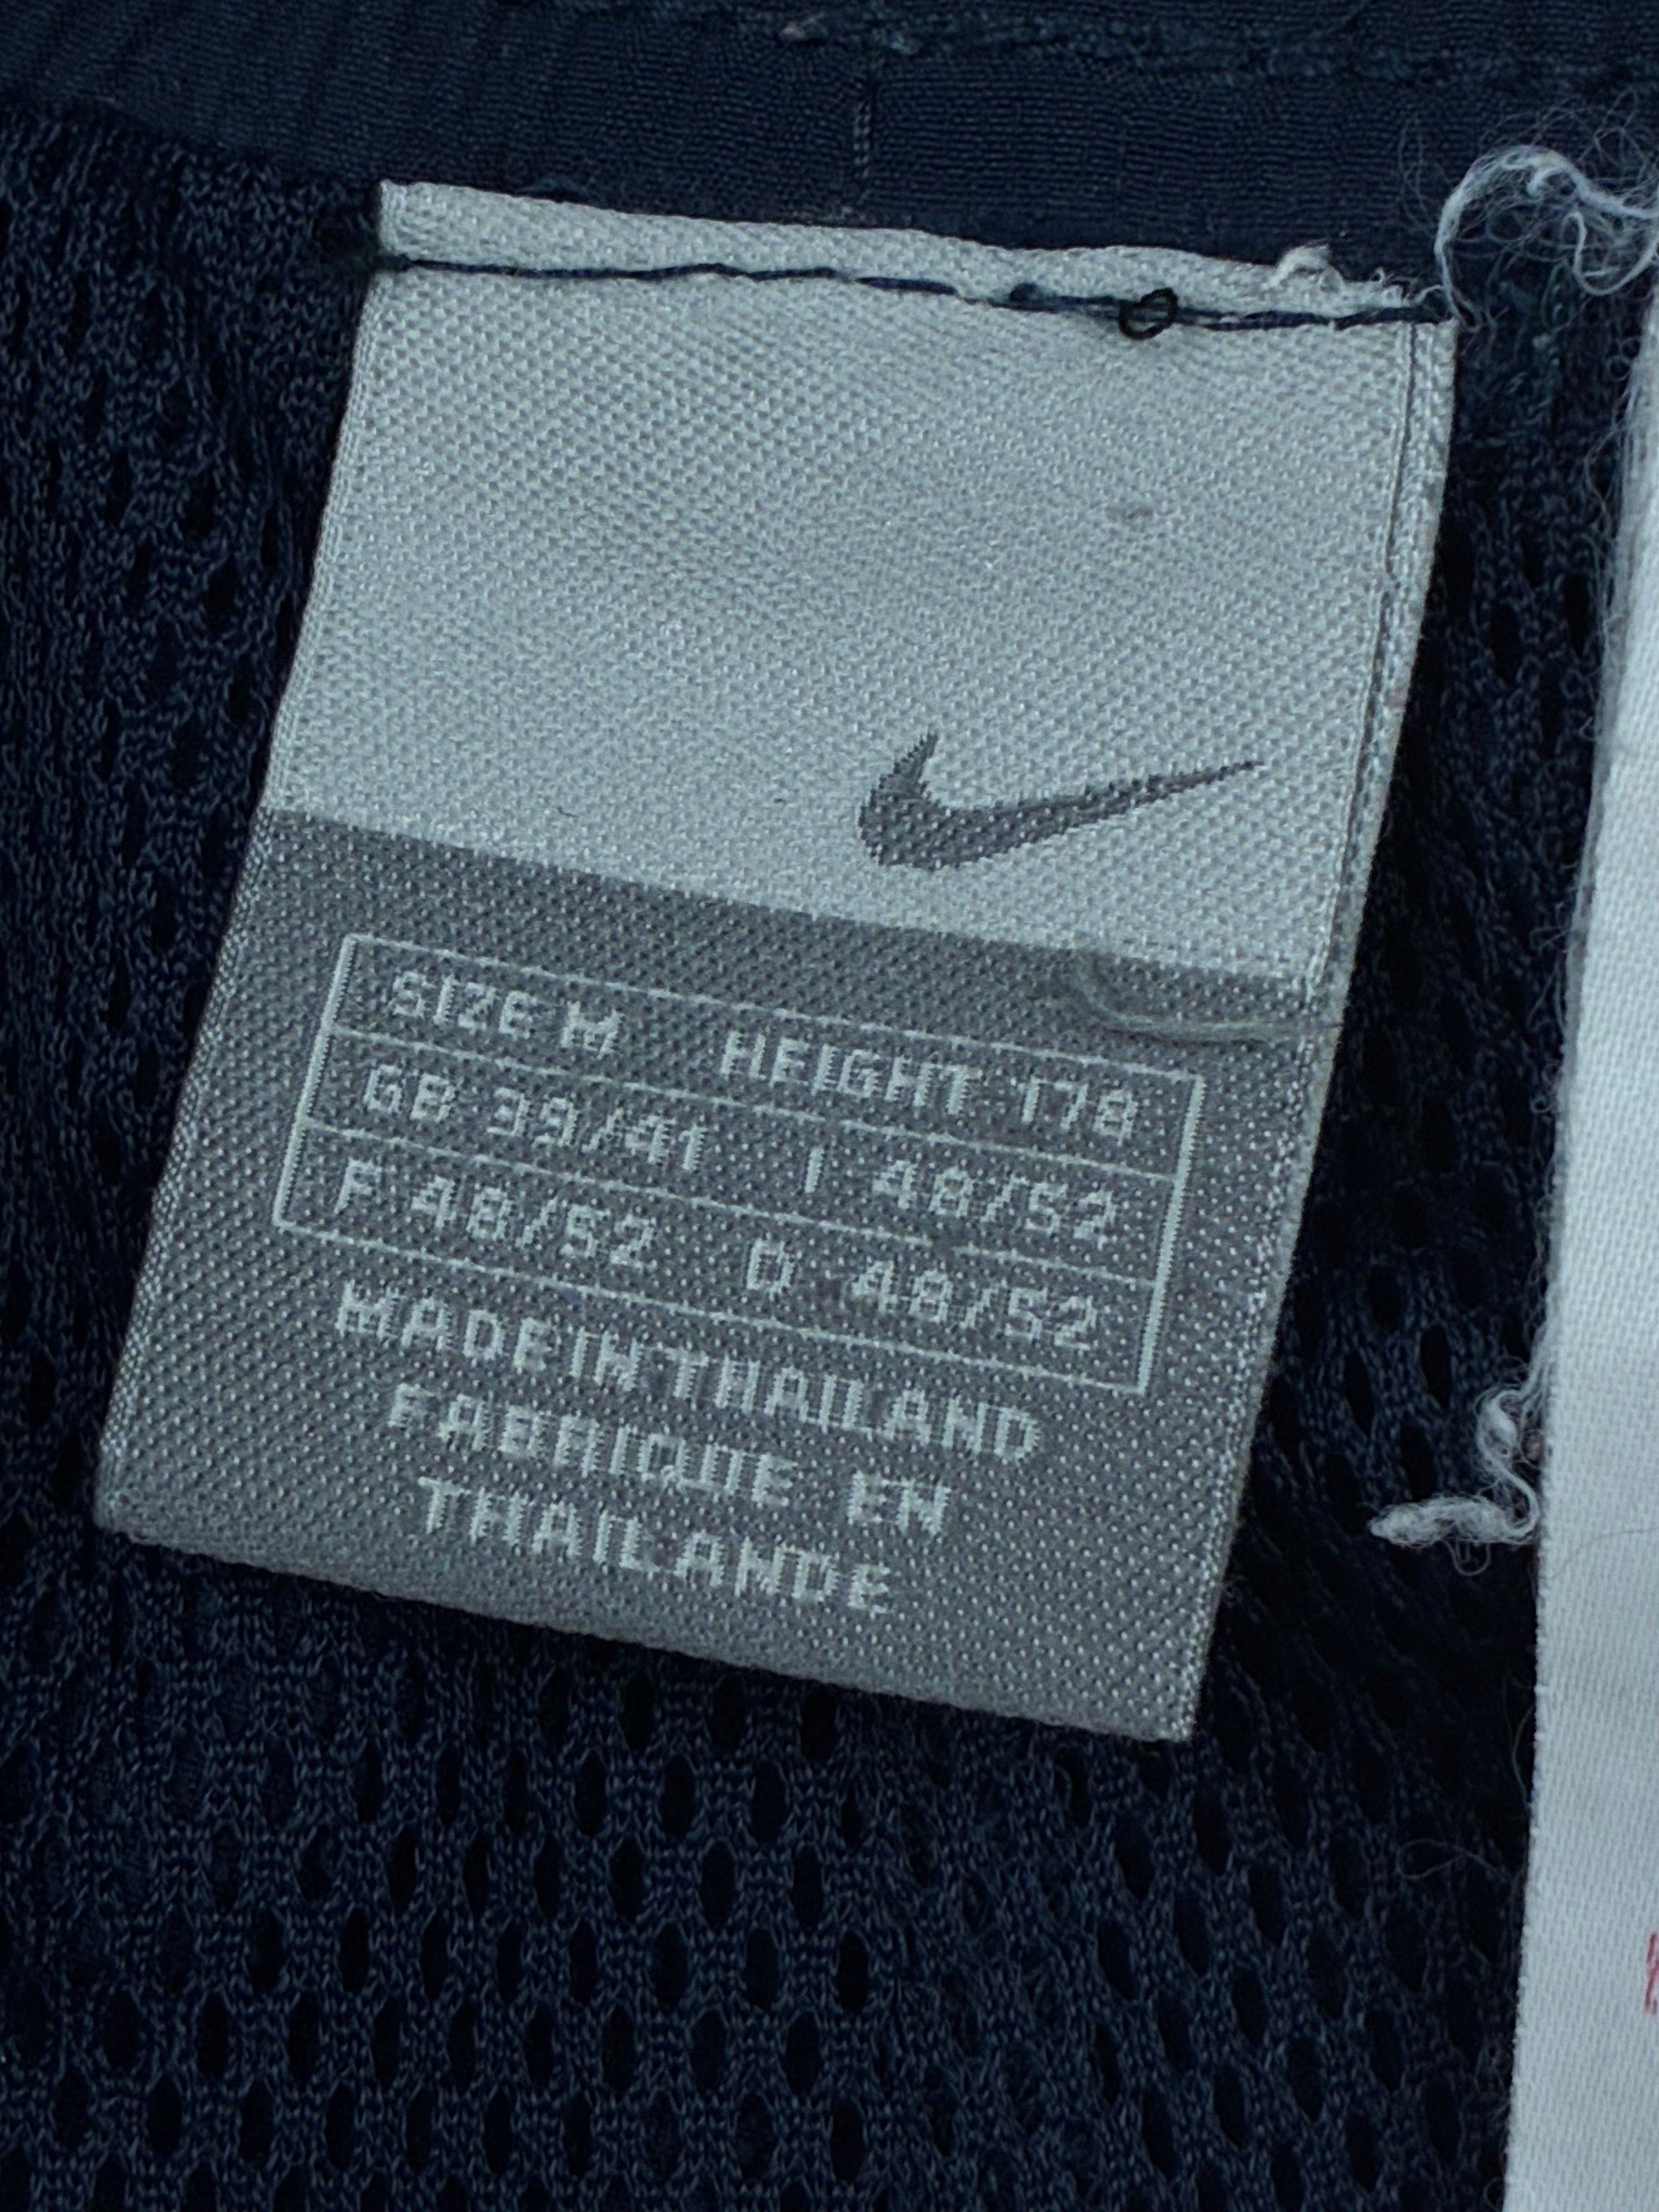 SIZE M HEIGHT 178
GB 39/41 I 48/52
F 48/52 D 48/52
MADE IN THAILAND
FABRIQUE EN
THAILANDE